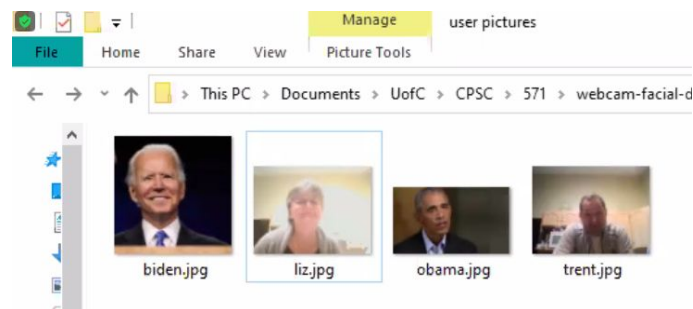 Manage user pictures
File Home Share View Picture Tools
> This PC > Documents > UofC > CPSC > 571 > webcam-facial-d
biden.jpg liz.jpg obama.jpg trent.jpg